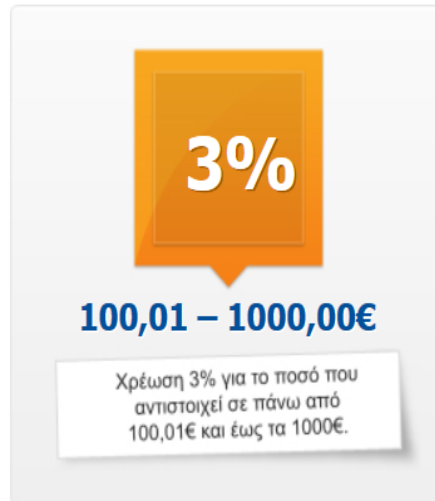 3%
100,01 – 1000,00€
Χρέωση 3% για το ποσό που
αντιστοιχεί σε πάνω από
100,01€ και έως τα 1000€.